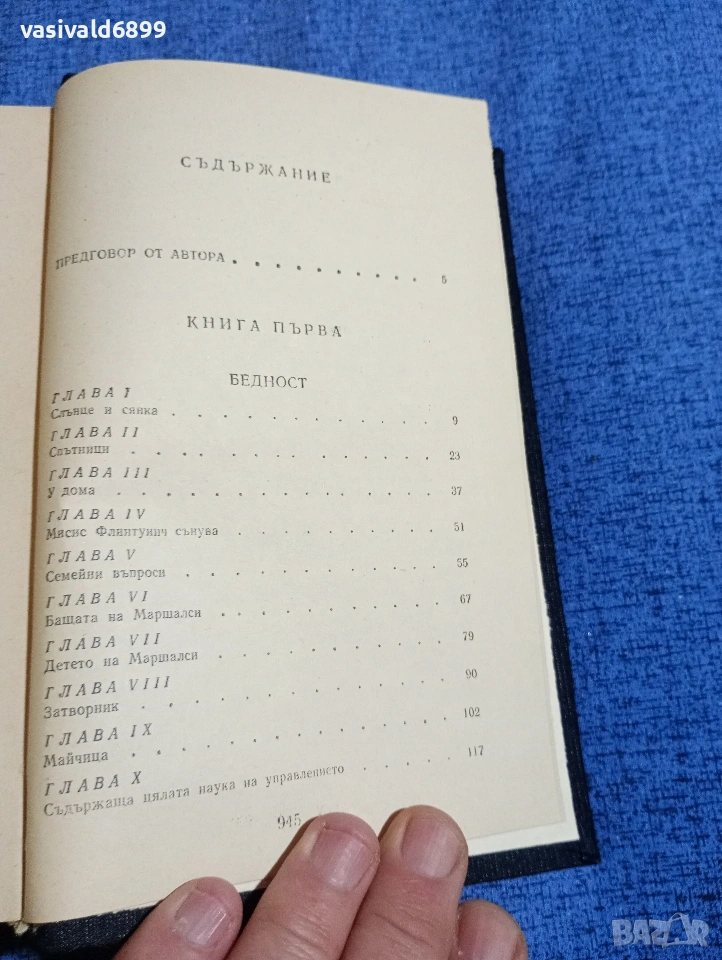 vasivald6899
СЪДЪРЖАНИЕ
ПРЕДГОВОР ОТ АВТОРА . . . . . . . . . . 5
КНИГА ПЪРВА
БЕДНОСТ
ГЛАВА I
Слънце и сянка . . . . . . . . . . . . 9
ГЛАВА II
Спътници . . . . . . . . . . . . . 23
ГЛАВА III
У дома . . . . . . . . . . . . . 37
ГЛАВА IV
Мисис Флинтуинч сънува . . . . . . . . . 51
ГЛАВА V
Семейни въпроси . . . . . . . . . . . 55
ГЛАВА VI
Бащата на Маршалси . . . . . . . . . . 67
ГЛАВА VII
Детето на Маршалси . . . . . . . . . . 79
ГЛАВА VIII
Затворник . . . . . . . . . . . . 90
ГЛАВА IX
Майчица . . . . . . . . . . . . . 102
ГЛАВА X
Съдържаща цялата наука на управлението . . . . 117
945
BAZAR